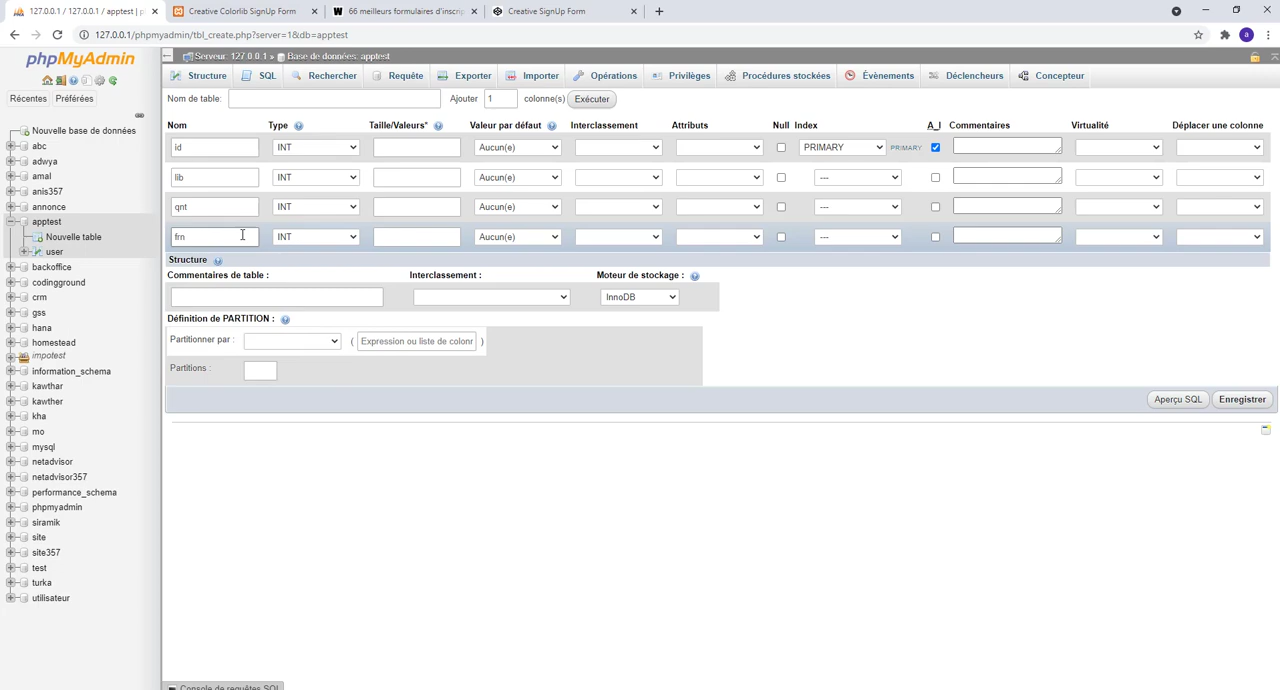 127.0.0.1 / 127.0.0.1 / apptest | p
Creative Colorlib SignUp Form
66 meilleurs formulaires d'inscrip
Creative SignUp Form
127.0.0.1/phpmyadmin/tbl_create.php?server=1&db=apptest
phpMyAdmin
Récentes Préférées
Nouvelle base de données
abc
adwya
amal
anis357
annonce
apptest
Nouvelle table
user
backoffice
codingground
crm
gss
hana
homestead
impotest
information_schema
kawthar
kawther
kha
mo
mysql
netadvisor
netadvisor357
performance_schema
phpmyadmin
siramik
site
site357
test
turka
utilisateur
Serveur: 127.0.0.1 » Base de données: apptest
Structure SQL Rechercher Requête Exporter Importer Opérations Privilèges Procédures stockées Évènements Déclencheurs Concepteur
Nom de table: Ajouter 1 colonne(s) Exécuter
Nom Type Taille/Valeurs* Valeur par défaut Interclassement Attributs Null Index A_I Commentaires Virtualité Déplacer une colonne
id INT Aucun(e) PRIMARY PRIMARY
lib INT Aucun(e) ---
qnt INT Aucun(e) ---
frn INT Aucun(e) ---
Structure
Commentaires de table : Interclassement : Moteur de stockage :
InnoDB
Définition de PARTITION :
Partitionner par : ( Expression ou liste de colonr )
Partitions :
Aperçu SQL Enregistrer
Console de requêtes SQL